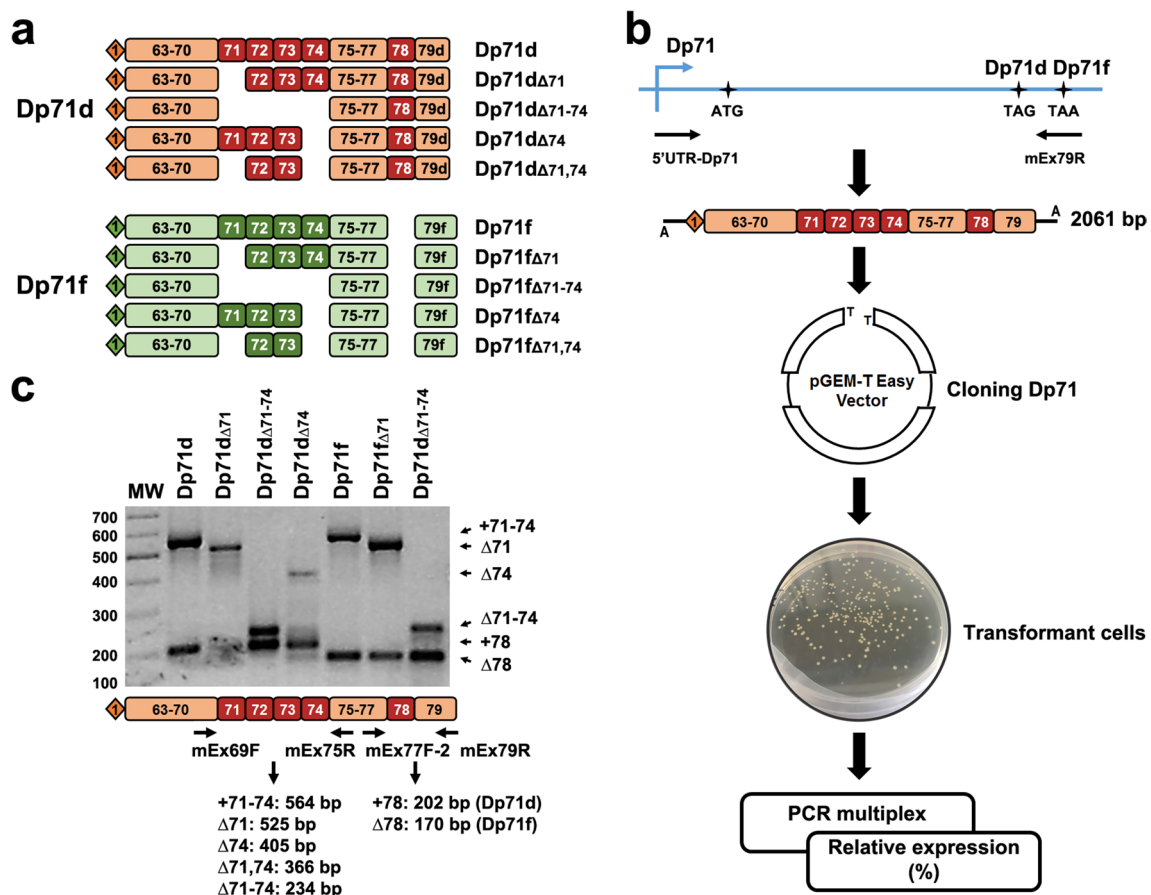 a
Dp71d
1 63-70 71 72 73 74 75-77 78 79d Dp71d
1 63-70 72 73 74 75-77 78 79d Dp71dΔ71
1 63-70 75-77 78 79d Dp71dΔ71-74
1 63-70 71 72 73 75-77 78 79d Dp71dΔ74
1 63-70 72 73 75-77 78 79d Dp71dΔ71,74
Dp71f
1 63-70 71 72 73 74 75-77 79f Dp71f
1 63-70 72 73 74 75-77 79f Dp71fΔ71
1 63-70 75-77 79f Dp71fΔ71-74
1 63-70 71 72 73 75-77 79f Dp71fΔ74
1 63-70 72 73 75-77 79f Dp71fΔ71,74
b
Dp71
Dp71d Dp71f
ATG TAG TAA
5'UTR-Dp71 mEx79R
A 1 63-70 71 72 73 74 75-77 78 79 A 2061 bp
T T
pGEM-T Easy
Vector
Cloning Dp71
Transformant cells
PCR multiplex
Relative expression
(%)
c
MW Dp71d Dp71dΔ71 Dp71dΔ71-74 Dp71dΔ74 Dp71f Dp71fΔ71 Dp71dΔ71-74
700
600
500
400
300
200
100
+71-74
Δ71
Δ74
Δ71-74
+78
Δ78
1 63-70 71 72 73 74 75-77 78 79
mEx69F mEx75R mEx77F-2 mEx79R
+71-74: 564 bp
Δ71: 525 bp
Δ74: 405 bp
Δ71,74: 366 bp
Δ71-74: 234 bp
+78: 202 bp (Dp71d)
Δ78: 170 bp (Dp71f)